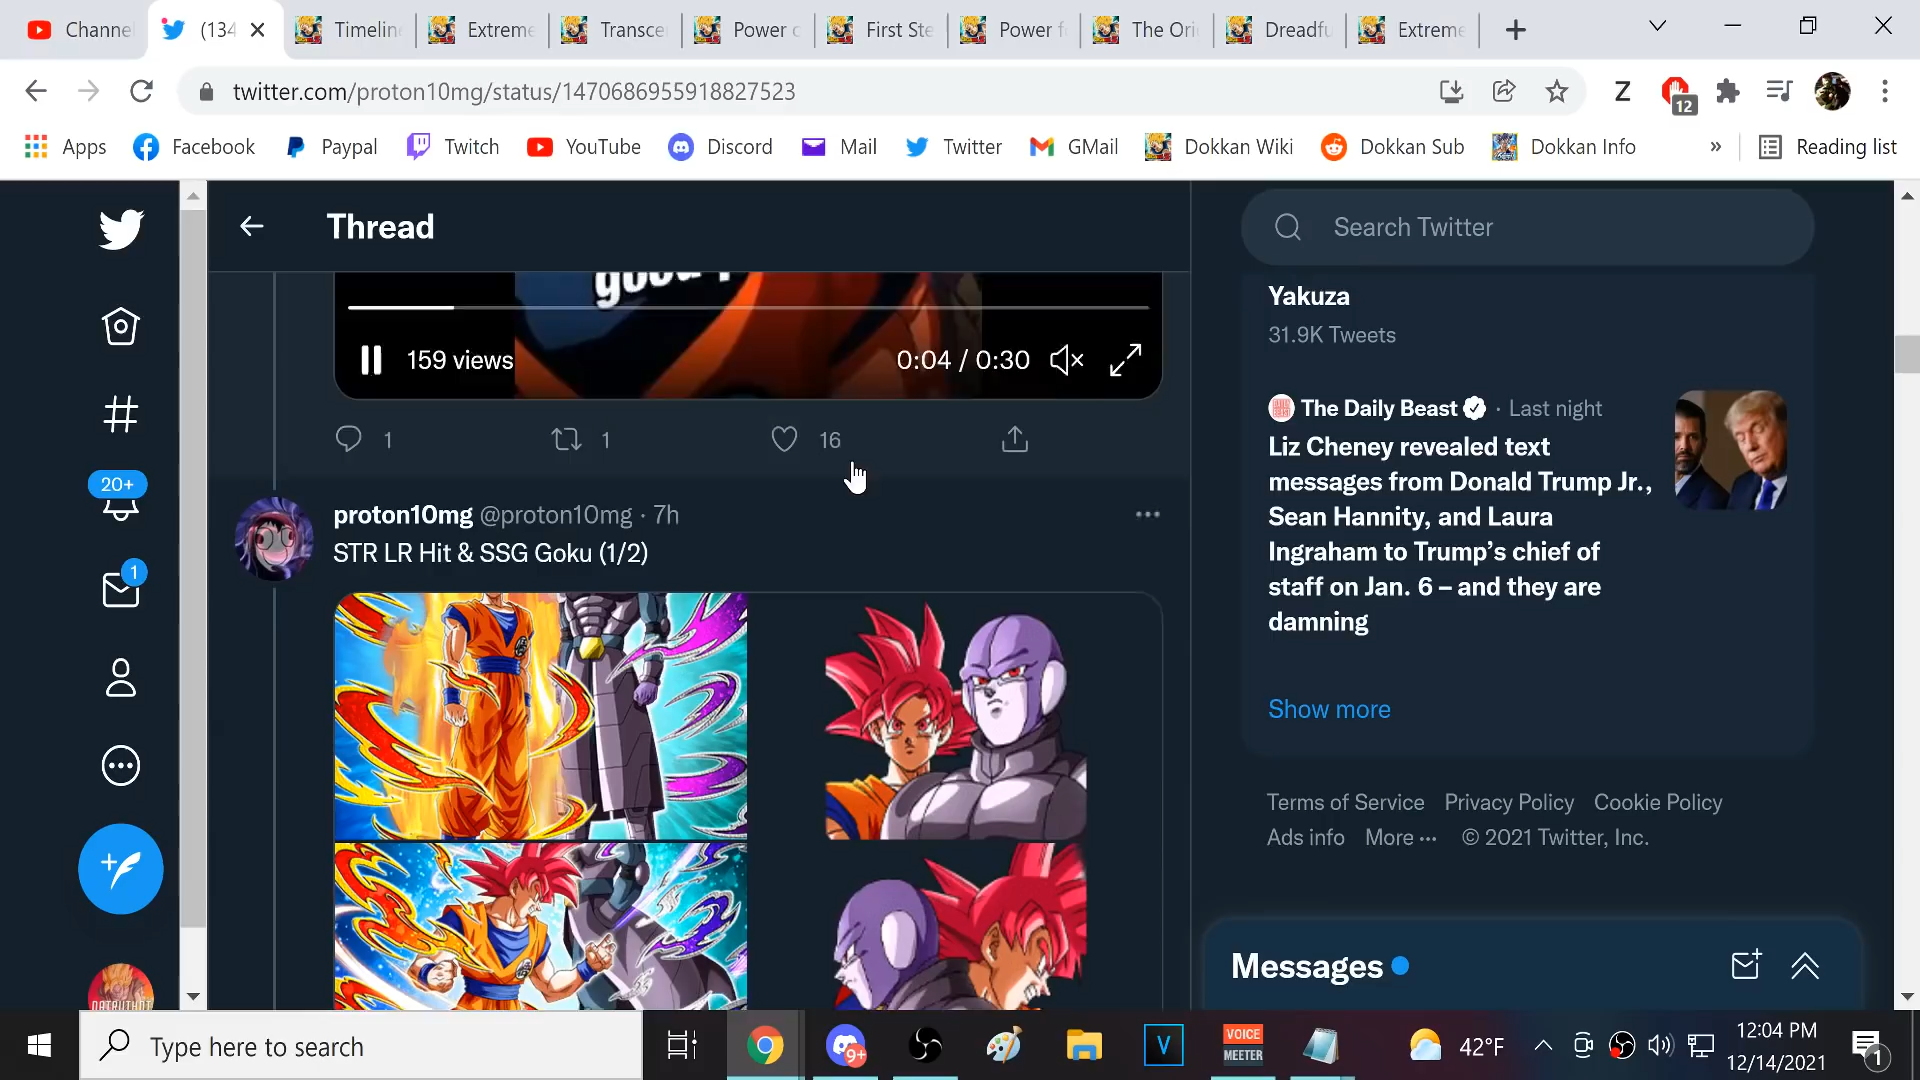 Channe
(134
Timelin
Extreme
Transce
Power o
First Ste
Power f
The Ori
Dreadfu
Extreme
twitter.com/proton10mg/status/1470686955918827523
Z
12
Apps
Facebook
Paypal
Twitch
YouTube
Discord
Mail
Twitter
GMail
Dokkan Wiki
Dokkan Sub
Dokkan Info
»
Reading list
Thread
Search Twitter
159 views
0:04 / 0:30
1
1
16
proton10mg @proton10mg · 7h
STR LR Hit & SSG Goku (1/2)
20+
1
Yakuza
31.9K Tweets
The Daily Beast · Last night
Liz Cheney revealed text
messages from Donald Trump Jr.,
Sean Hannity, and Laura
Ingraham to Trump’s chief of
staff on Jan. 6 – and they are
damning
Show more
Terms of Service Privacy Policy Cookie Policy
Ads info More ··· © 2021 Twitter, Inc.
Messages
Type here to search
9+
V
VOICE
MEETER
42°F
12:04 PM
12/14/2021
1